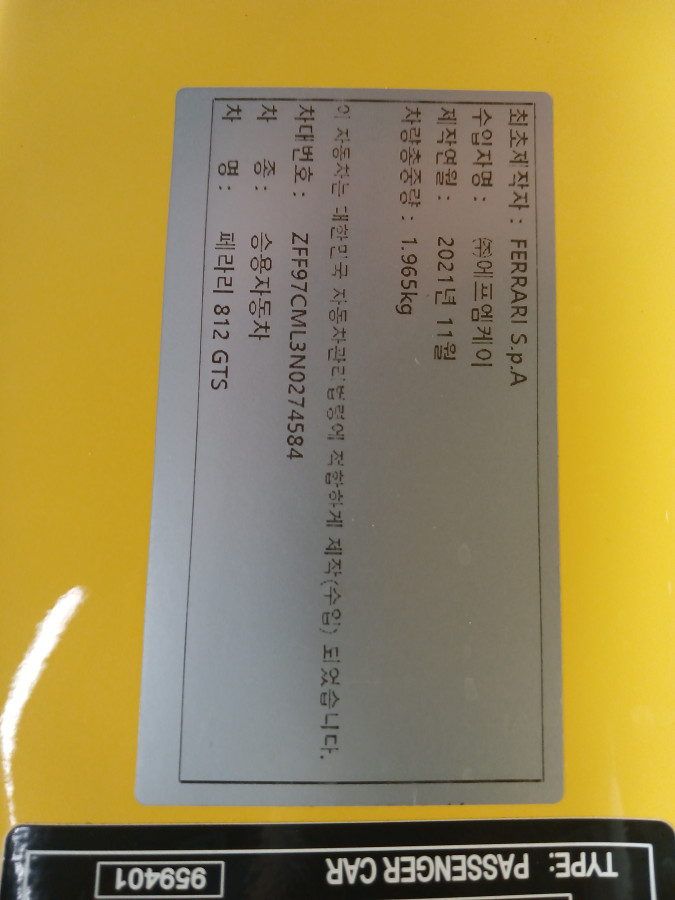 최초제작자 : FERRARI S.p.A
수입자명 : ㈜에프엠케이
제작연월 : 2021년 11월
차량총중량 : 1.965kg
이 자동차는 대한민국 자동차관리법령에 적합하게 제작(수입) 되었습니다.
차대번호 : ZFF97CML3N0274584
차 종 : 승용자동차
차 명 : 페라리 812 GTS
TYPE: PASSENGER CAR
959401